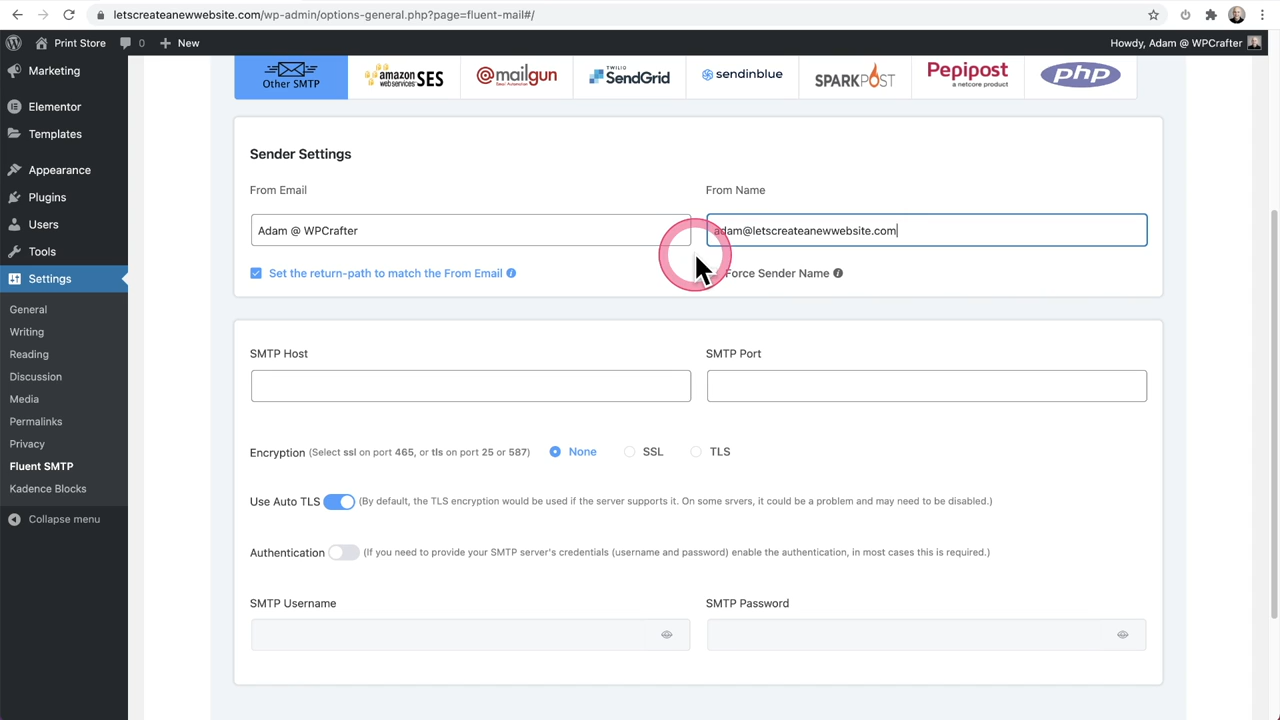 letscreateanewwebsite.com/wp-admin/options-general.php?page=fluent-mail#/
Print Store 0 New Howdy, Adam @ WPCrafter
Marketing
Elementor
Templates
Appearance
Plugins
Users
Tools
Settings
General
Writing
Reading
Discussion
Media
Permalinks
Privacy
Fluent SMTP
Kadence Blocks
Collapse menu
Other SMTP
amazon webservices SES
mailgun
TWILIO SendGrid
sendinblue
SPARKPOST
Pepipost
a netcore product
php
Sender Settings
From Email From Name
Adam @ WPCrafter adam@letscreateanewwebsite.com
Set the return-path to match the From Email Force Sender Name
SMTP Host SMTP Port
Encryption (Select ssl on port 465, or tls on port 25 or 587) None SSL TLS
Use Auto TLS (By default, the TLS encryption would be used if the server supports it. On some srvers, it could be a problem and may need to be disabled.)
Authentication (If you need to provide your SMTP server's credentials (username and password) enable the authentication, in most cases this is required.)
SMTP Username SMTP Password